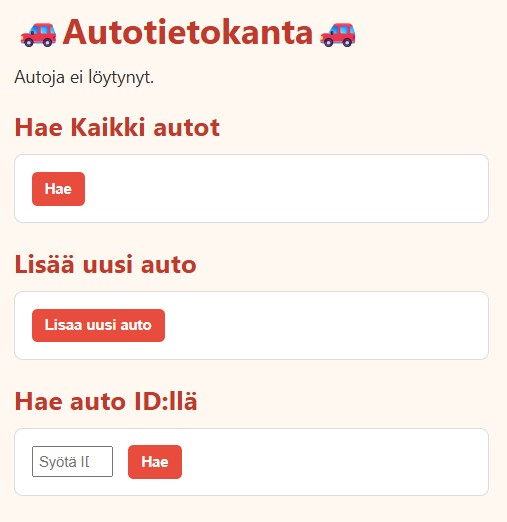 Autotietokanta
Autoja ei löytynyt.
Hae Kaikki autot
Hae
Lisää uusi auto
Lisaa uusi auto
Hae auto ID:llä
Syötä ID Hae